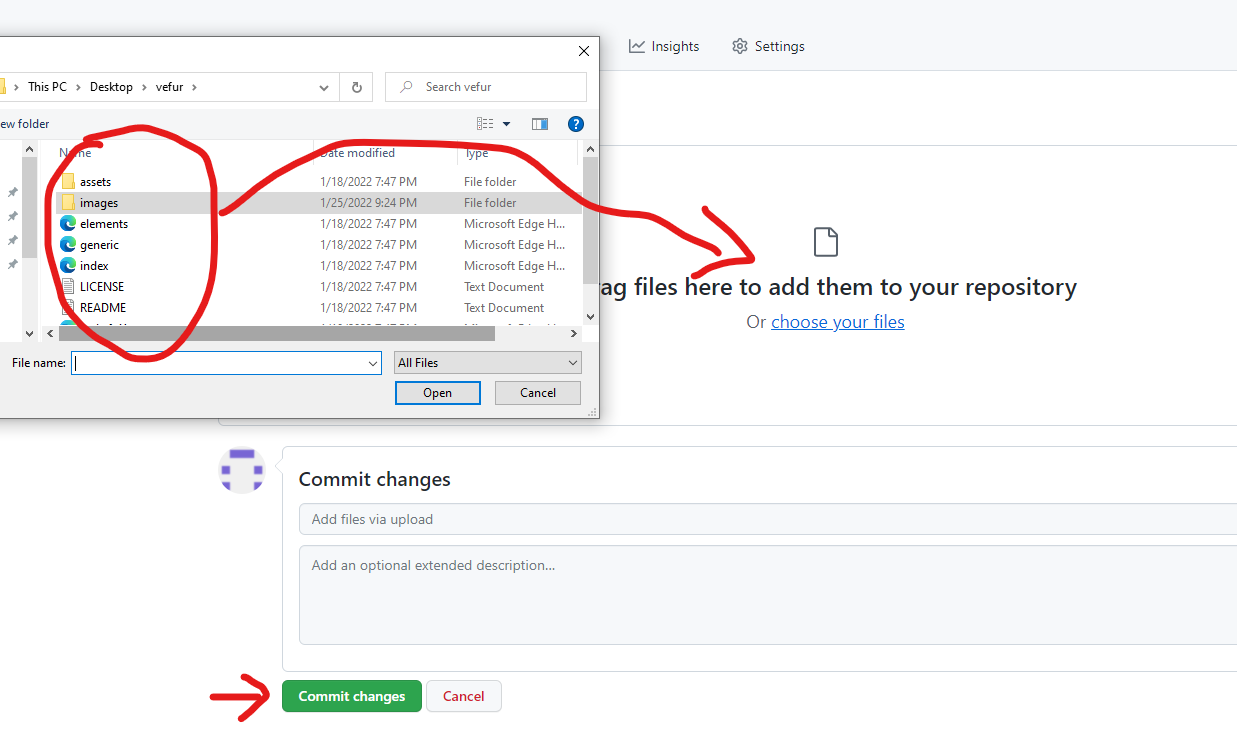 Insights Settings
This PC > Desktop > vefur >
Search vefur
ew folder
Name Date modified Type
assets 1/18/2022 7:47 PM File folder
images 1/25/2022 9:24 PM File folder
elements 1/18/2022 7:47 PM Microsoft Edge H...
generic 1/18/2022 7:47 PM Microsoft Edge H...
index 1/18/2022 7:47 PM Microsoft Edge H...
LICENSE 1/18/2022 7:47 PM Text Document
README 1/18/2022 7:47 PM Text Document
File name: All Files
Open Cancel
ag files here to add them to your repository
Or choose your files
Commit changes
Add files via upload
Add an optional extended description...
Commit changes Cancel